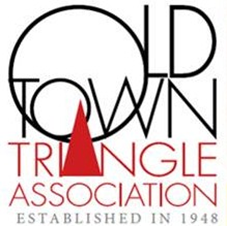 OLD
TOWN
TRIANGLE
ASSOCIATION
ESTABLISHED IN 1948